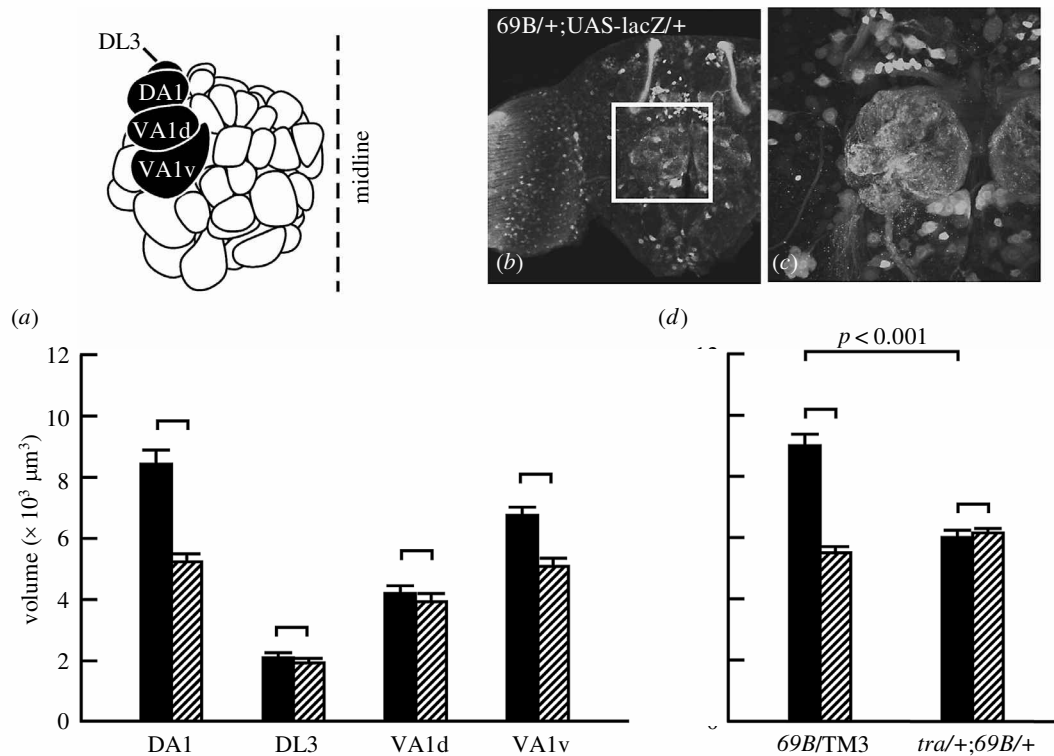 DL3
DA1
VA1d
VA1v
midline
69B/+;UAS-lacZ/+
(b)
(c)
(a)
(d)
12
10
8
6
4
2
0
volume (× 10³ µm³)
DA1
DL3
VA1d
VA1v
p < 0.001
69B/TM3
tra/+;69B/+